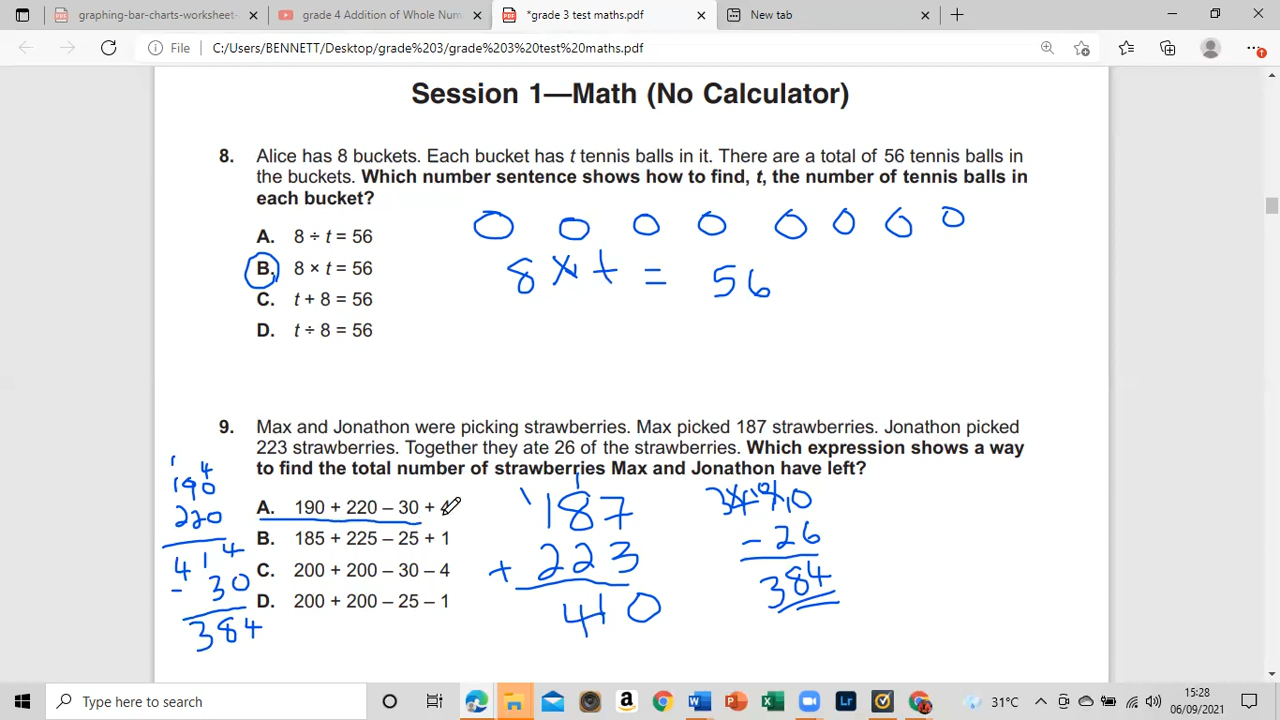 graphing-bar-charts-worksheet-
grade 4 Addition of Whole Num
*grade 3 test maths.pdf
New tab
File C:/Users/BENNETT/Desktop/grade%203/grade%203%20test%20maths.pdf
Session 1—Math (No Calculator)
8. Alice has 8 buckets. Each bucket has t tennis balls in it. There are a total of 56 tennis balls in
the buckets. Which number sentence shows how to find, t, the number of tennis balls in
each bucket?
A. 8 ÷ t = 56
B. 8 × t = 56
C. t + 8 = 56
D. t ÷ 8 = 56
8 × t = 56
9. Max and Jonathon were picking strawberries. Max picked 187 strawberries. Jonathon picked
223 strawberries. Together they ate 26 of the strawberries. Which expression shows a way
to find the total number of strawberries Max and Jonathon have left?
A. 190 + 220 – 30 +
B. 185 + 225 – 25 + 1
C. 200 + 200 – 30 – 4
D. 200 + 200 – 25 – 1
1 4
190
220
414
- 30
384
1 1
187
+ 223
410
- 26
384
Type here to search
31°C
15:28
06/09/2021